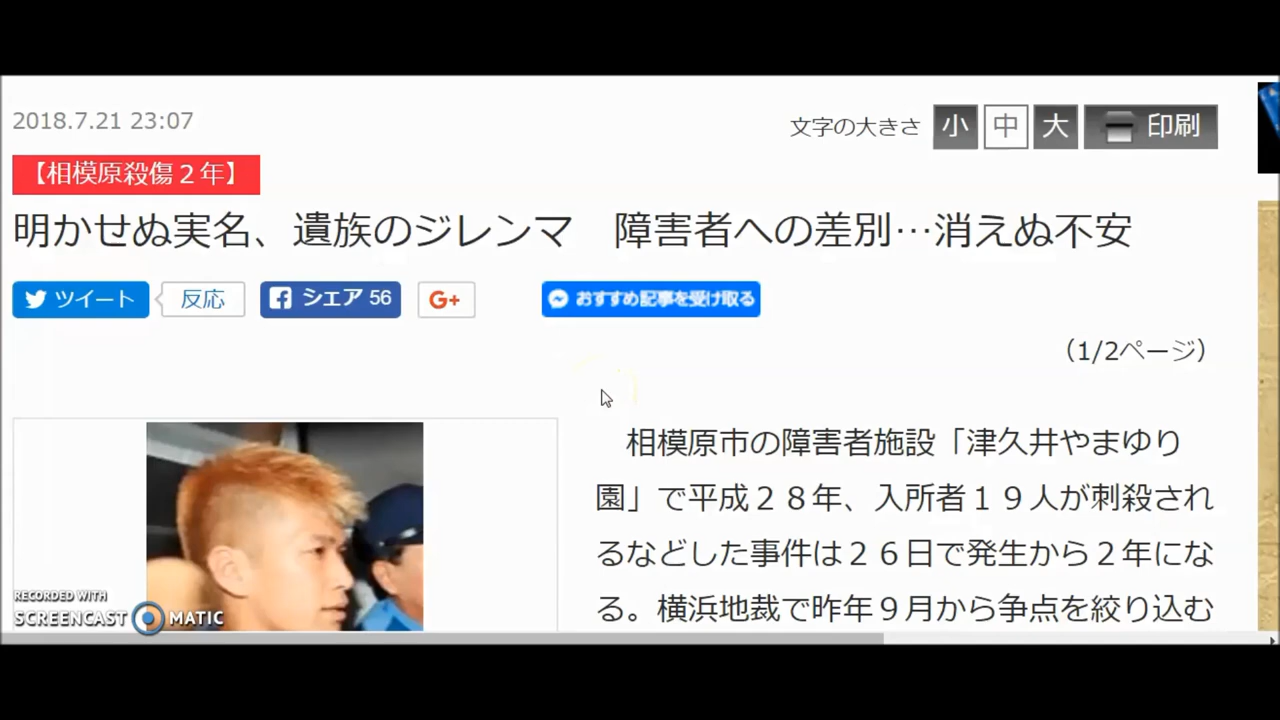 2018.7.21 23:07
文字の大きさ 小 中 大 印刷
【相模原殺傷２年】
明かせぬ実名、遺族のジレンマ　障害者への差別…消えぬ不安
ツイート 反応 シェア 56 G+ おすすめ記事を受け取る
（1/2ページ）
相模原市の障害者施設「津久井やまゆり
園」で平成２８年、入所者１９人が刺殺され
るなどした事件は２６日で発生から２年にな
る。横浜地裁で昨年９月から争点を絞り込む
RECORDED WITH
SCREENCAST MATIC